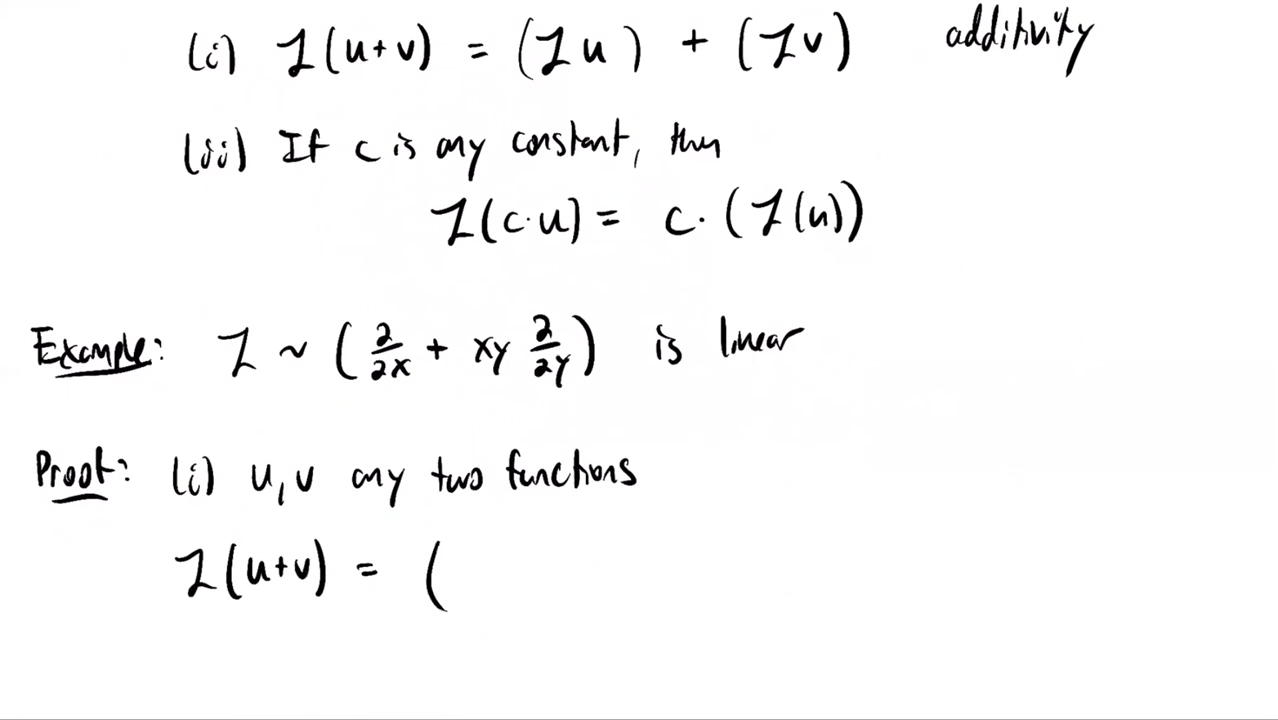 (i) ℒ(u+v) = (ℒu) + (ℒv) additivity
(ii) If c is any constant, then
ℒ(c·u) = c·(ℒ(u))
Example: ℒ ~ (∂/∂x + xy ∂/∂y) is linear
Proof: (i) u, v any two functions
ℒ(u+v) = (